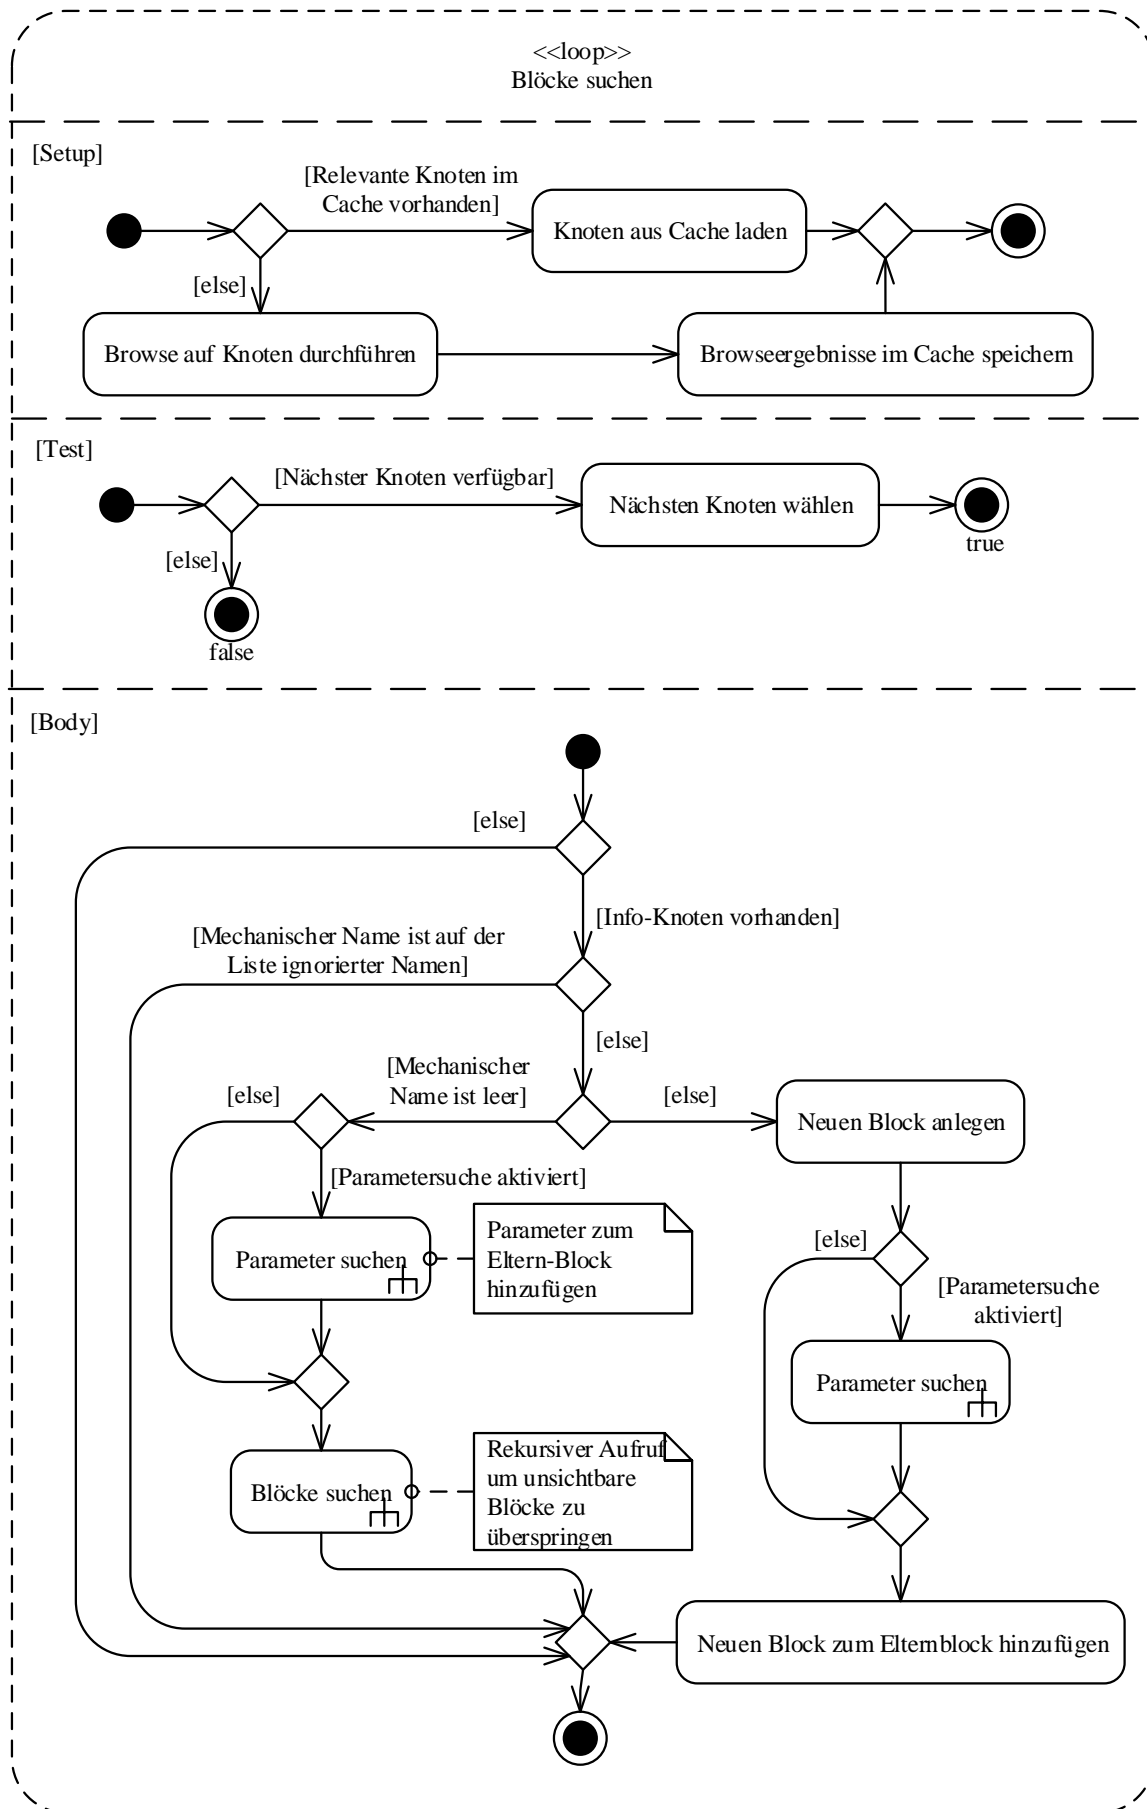 <<loop>>
Blöcke suchen
[Setup]
[Relevante Knoten im
Cache vorhanden]
Knoten aus Cache laden
[else]
Browse auf Knoten durchführen
Browseergebnisse im Cache speichern
[Test]
[Nächster Knoten verfügbar]
Nächsten Knoten wählen
true
[else]
false
[Body]
[else]
[Info-Knoten vorhanden]
[Mechanischer Name ist auf der
Liste ignorierter Namen]
[else]
[Mechanischer
Name ist leer]
[else]
[else]
Neuen Block anlegen
[Parametersuche aktiviert]
Parameter suchen
Parameter zum
Eltern-Block
hinzufügen
[else]
[Parametersuche
aktiviert]
Parameter suchen
Blöcke suchen
Rekursiver Aufruf
um unsichtbare
Blöcke zu
überspringen
Neuen Block zum Elternblock hinzufügen